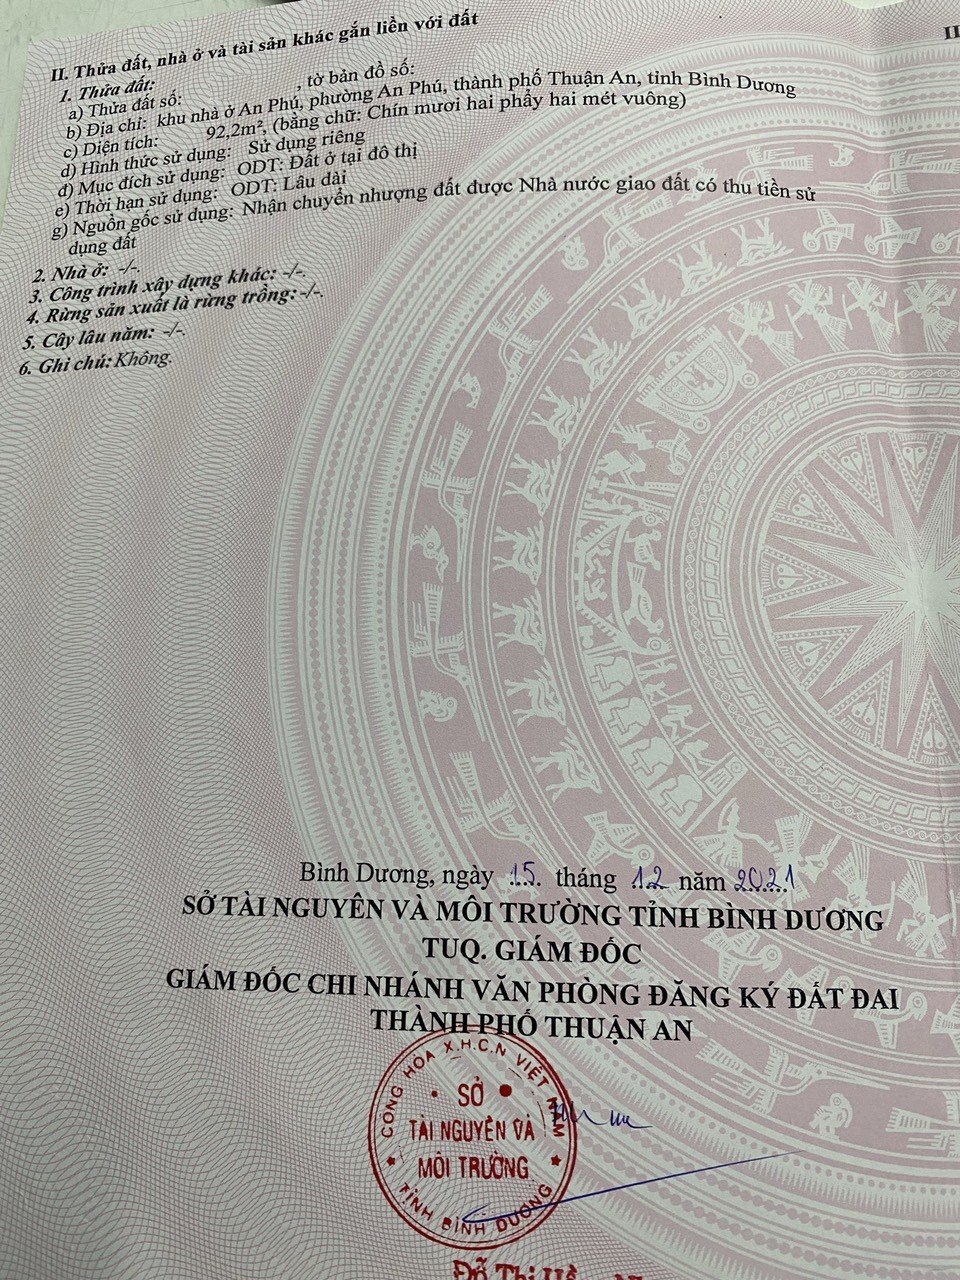 II. Thửa đất, nhà ở và tài sản khác gắn liền với đất
II
1. Thửa đất:
a) Thửa đất số: , tờ bản đồ số:
b) Địa chỉ: khu nhà ở An Phú, phường An Phú, thành phố Thuận An, tỉnh Bình Dương
c) Diện tích: 92,2m², (bằng chữ: Chín mươi hai phẩy hai mét vuông)
d) Hình thức sử dụng: Sử dụng riêng
đ) Mục đích sử dụng: ODT: Đất ở tại đô thị
e) Thời hạn sử dụng: ODT: Lâu dài
g) Nguồn gốc sử dụng: Nhận chuyển nhượng đất được Nhà nước giao đất có thu tiền sử
dụng đất
2. Nhà ở: -/-.
3. Công trình xây dựng khác: -/-.
4. Rừng sản xuất là rừng trồng: -/-.
5. Cây lâu năm: -/-.
6. Ghi chú: Không.
Bình Dương, ngày 15 tháng 12 năm 2021
SỞ TÀI NGUYÊN VÀ MÔI TRƯỜNG TỈNH BÌNH DƯƠNG
TUQ. GIÁM ĐỐC
GIÁM ĐỐC CHI NHÁNH VĂN PHÒNG ĐĂNG KÝ ĐẤT ĐAI
THÀNH PHỐ THUẬN AN
CỘNG HÒA X.H.C.N VIỆT NAM
SỞ
TÀI NGUYÊN VÀ
MÔI TRƯỜNG
TỈNH BÌNH DƯƠNG
Đỗ Thị